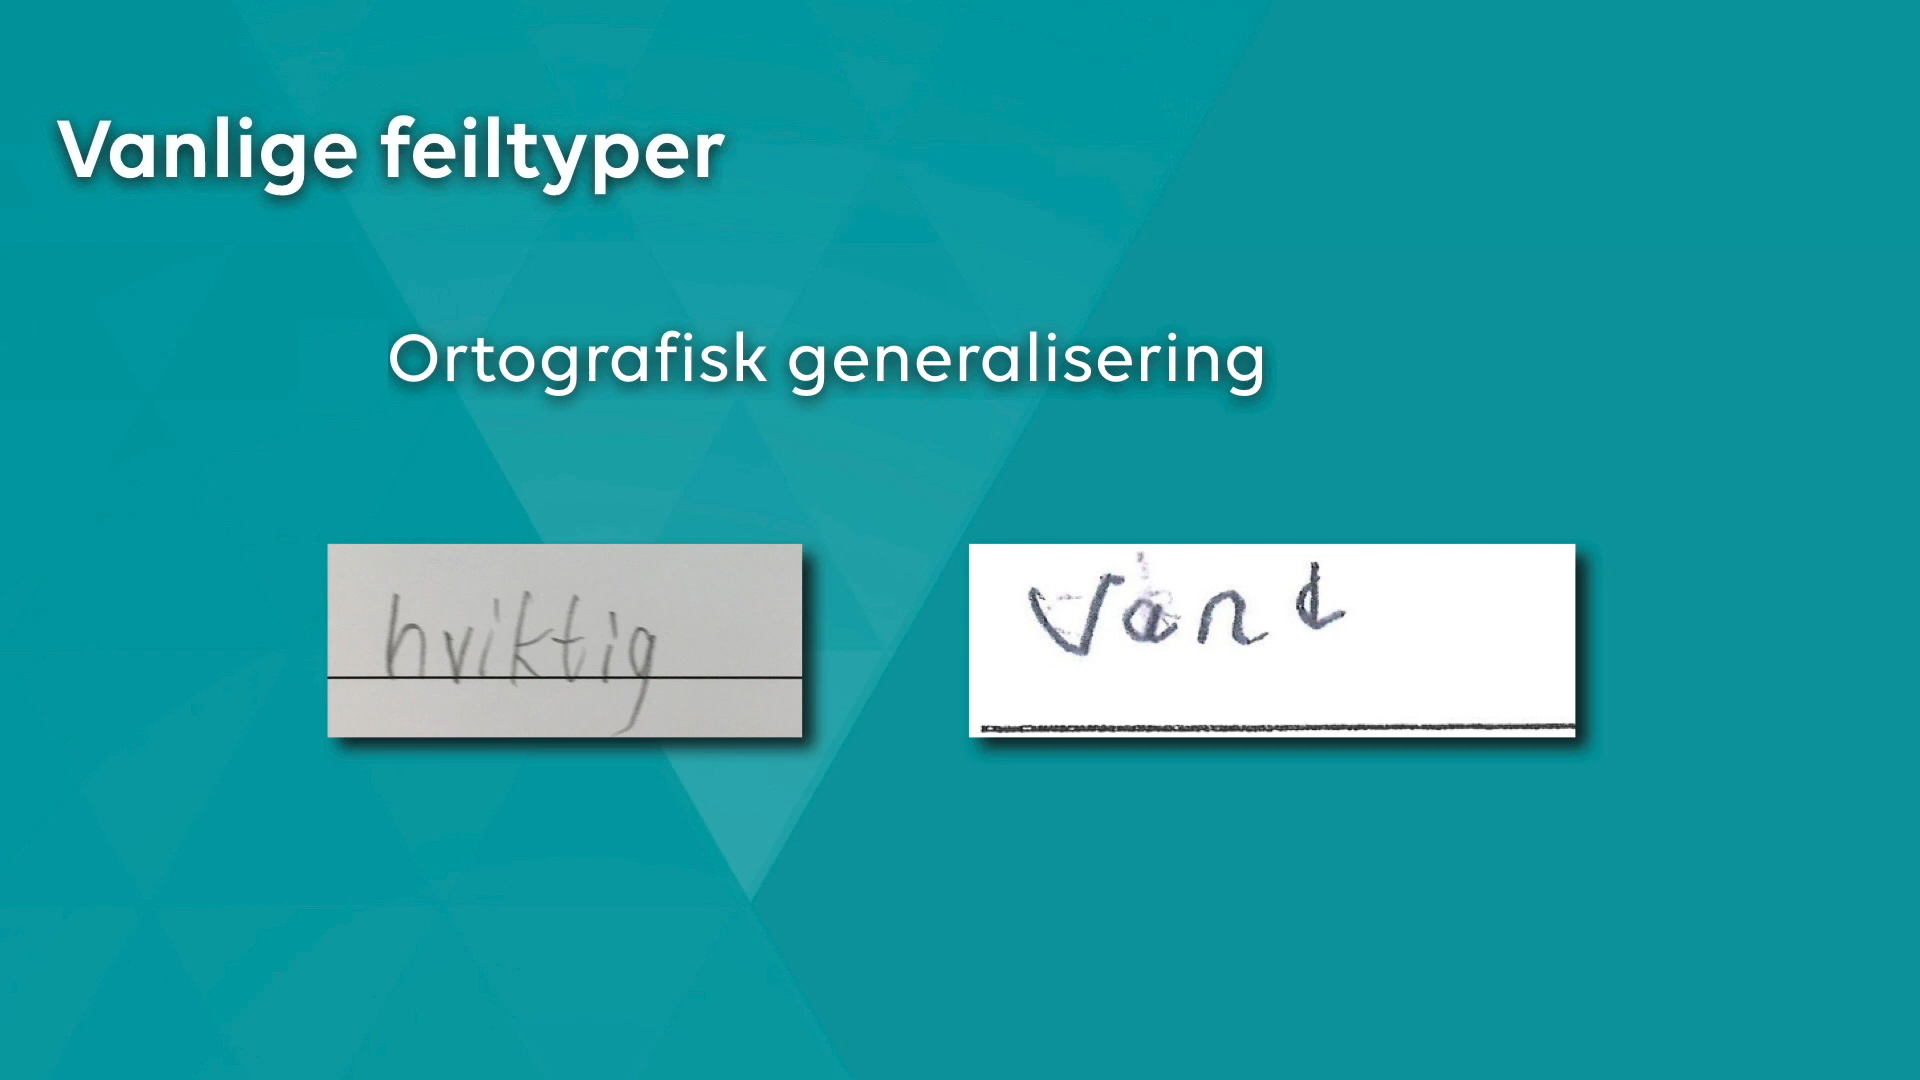 Vanlige feiltyper
Ortografisk generalisering
hviktig
Vand